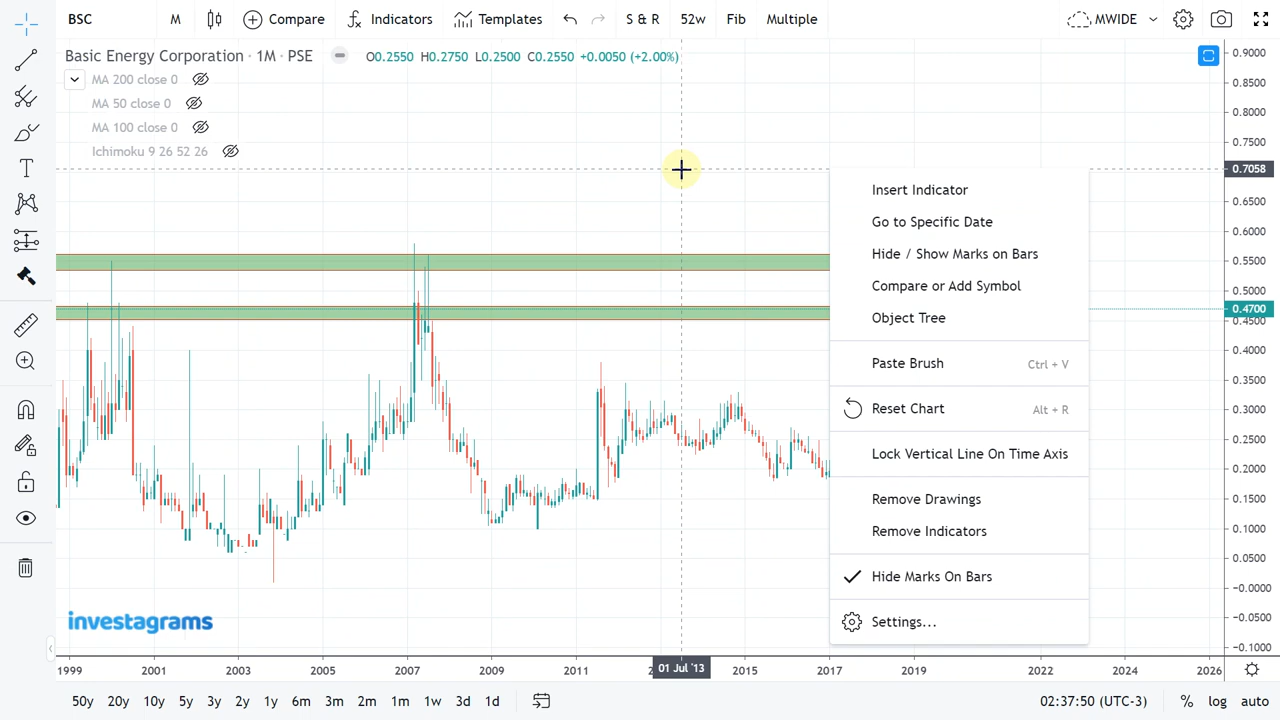 BSC M Compare Indicators Templates S & R 52w Fib Multiple MWIDE
Basic Energy Corporation · 1M · PSE O0.2550 H0.2750 L0.2500 C0.2550 +0.0050 (+2.00%)
MA 200 close 0
MA 50 close 0
MA 100 close 0
Ichimoku 9 26 52 26
0.9000
0.8500
0.8000
0.7500
0.7058
0.6500
0.6000
0.5500
0.5000
0.4700
0.4500
0.4000
0.3500
0.3000
0.2500
0.2000
0.1500
0.1000
0.0500
−0.0000
−0.0500
−0.1000
Insert Indicator
Go to Specific Date
Hide / Show Marks on Bars
Compare or Add Symbol
Object Tree
Paste Brush Ctrl + V
Reset Chart Alt + R
Lock Vertical Line On Time Axis
Remove Drawings
Remove Indicators
Hide Marks On Bars
Settings...
investagrams
1999 2001 2003 2005 2007 2009 2011 01 Jul '13 2015 2017 2019 2022 2024 2026
50y 20y 10y 5y 3y 2y 1y 6m 3m 2m 1m 1w 3d 1d 02:37:50 (UTC-3) % log auto